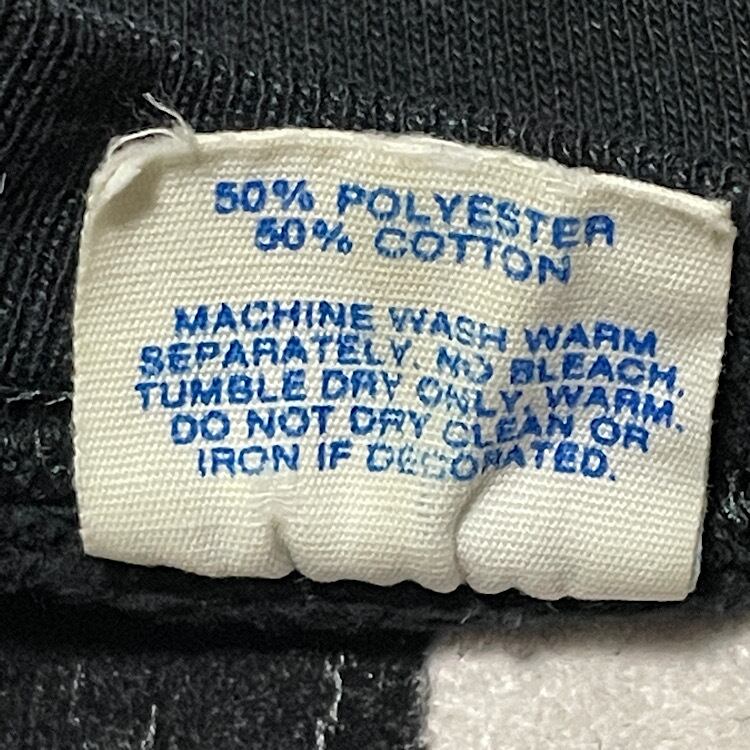 50% POLYESTER
50% COTTON
MACHINE WASH WARM
SEPARATELY. NO BLEACH.
TUMBLE DRY ONLY, WARM.
DO NOT DRY CLEAN OR
IRON IF DECORATED.